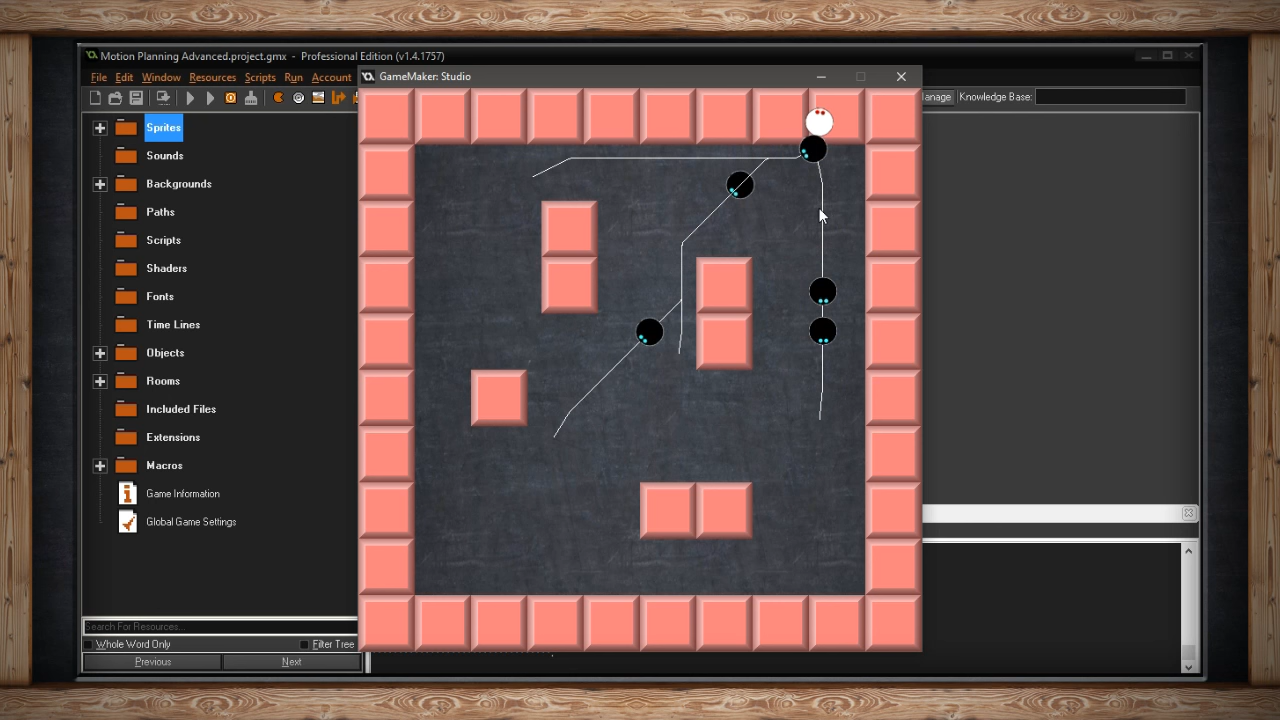 Motion Planning Advanced.project.gmx - Professional Edition (v1.4.1757)
File Edit Window Resources Scripts Run Account
GameMaker: Studio
Knowledge Base:
Sprites
Sounds
Backgrounds
Paths
Scripts
Shaders
Fonts
Time Lines
Objects
Rooms
Included Files
Extensions
Macros
Game Information
Global Game Settings
Search For Resources...
Whole Word Only Filter Tree
Previous Next